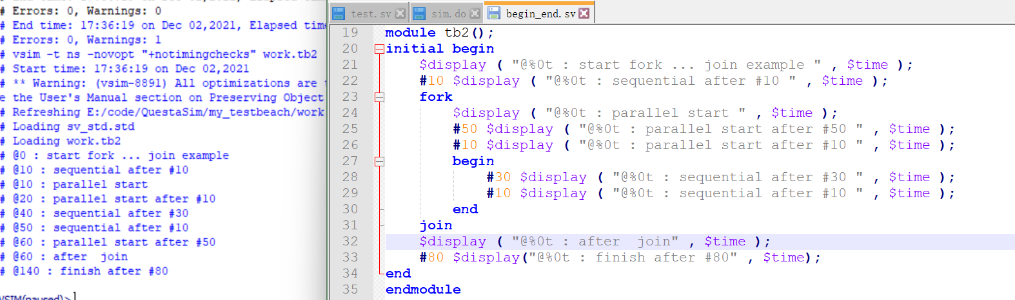 # Errors: 0, Warnings: 0
# End time: 17:36:19 on Dec 02,2021, Elapsed time
# Errors: 0, Warnings: 1
# vsim -t ns -novopt "+notimingchecks" work.tb2
# Start time: 17:36:19 on Dec 02,2021
# ** Warning: (vsim-8891) All optimizations are
e the User's Manual section on Preserving Object
# Refreshing E:/code/QuestaSim/my_testbeach/work
# Loading sv_std.std
# Loading work.tb2
# @0 : start fork ... join example
# @10 : sequential after #10
# @10 : parallel start
# @20 : parallel start after #10
# @40 : sequential after #30
# @50 : sequential after #10
# @60 : parallel start after #50
# @60 : after  join
# @140 : finish after #80
VSIM(paused)>
test.sv sim.do begin_end.sv
19 module tb2();
20 initial begin
21     $display ( "@%0t : start fork ... join example " , $time );
22     #10 $display ( "@%0t : sequential after #10 " , $time );
23     fork
24         $display ( "@%0t : parallel start " , $time );
25         #50 $display ( "@%0t : parallel start after #50 " , $time );
26         #10 $display ( "@%0t : parallel start after #10 " , $time );
27         begin
28             #30 $display ( "@%0t : sequential after #30 " , $time );
29             #10 $display ( "@%0t : sequential after #10 " , $time );
30         end
31     join
32     $display ( "@%0t : after  join" , $time );
33     #80 $display("@%0t : finish after #80" , $time);
34 end
35 endmodule